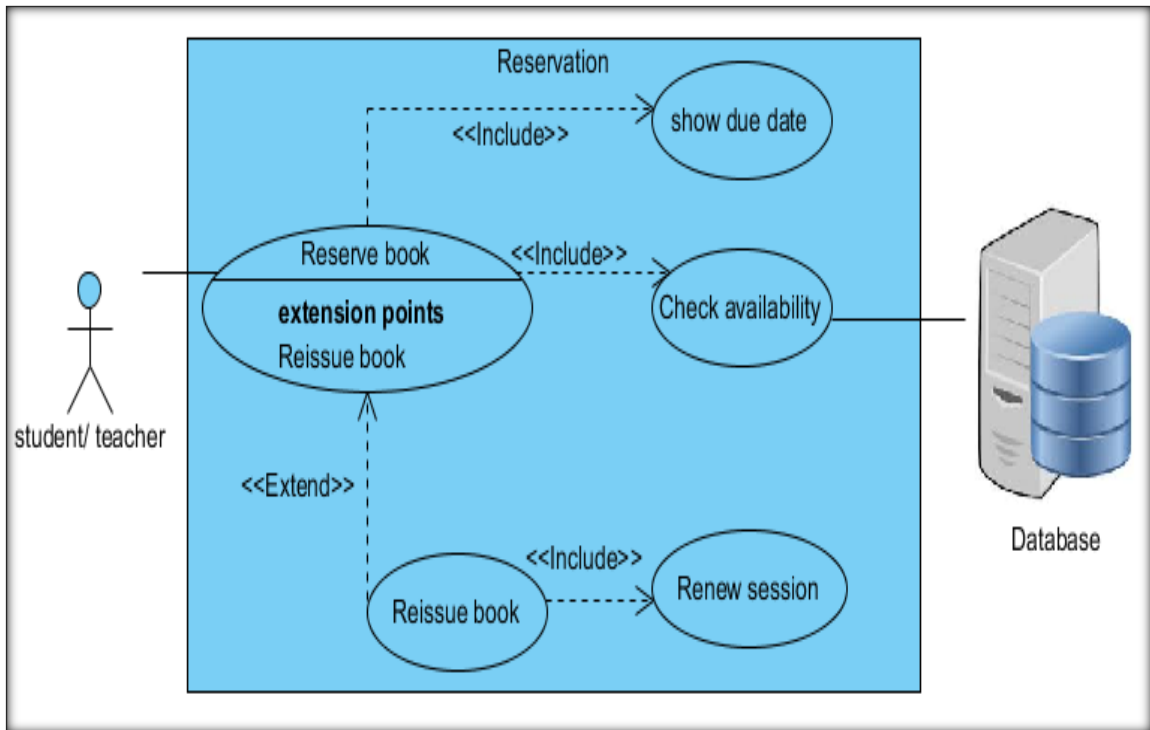 Reservation
show due date
<<Include>>
Reserve book
<<Include>>
extension points
Check availability
Reissue book
student/ teacher
<<Extend>>
Database
<<Include>>
Reissue book
Renew session